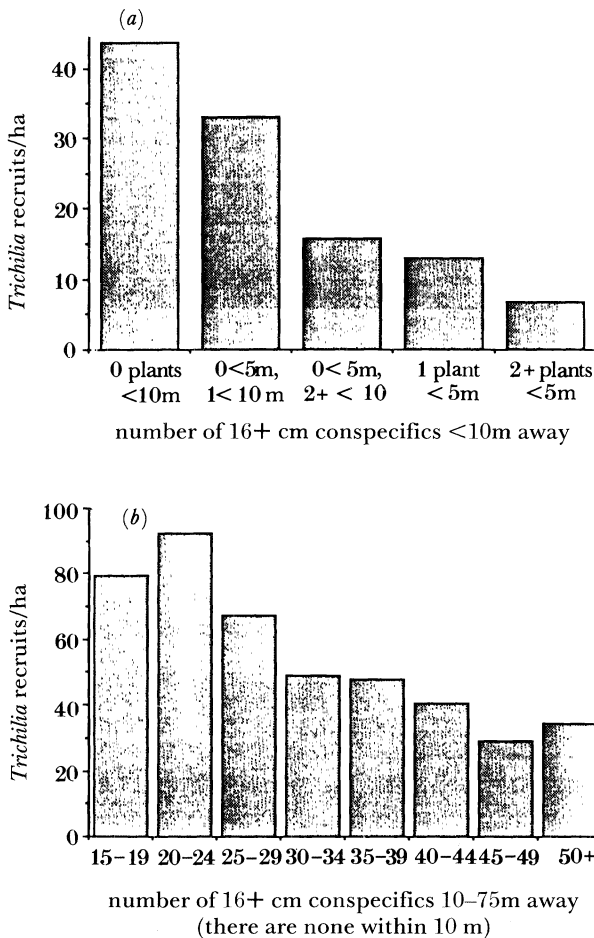 (a)
Trichilia recruits/ha
40
30
20
10
0
0 plants <10m
0<5m, 1< 10 m
0< 5m, 2+ < 10
1 plant < 5m
2+ plants <5m
number of 16+ cm conspecifics <10m away
(b)
Trichilia recruits/ha
100
80
60
40
20
0
15–19 20–24 25–29 30–34 35–39 40–44 45–49 50+
number of 16+ cm conspecifics 10–75m away
(there are none within 10 m)